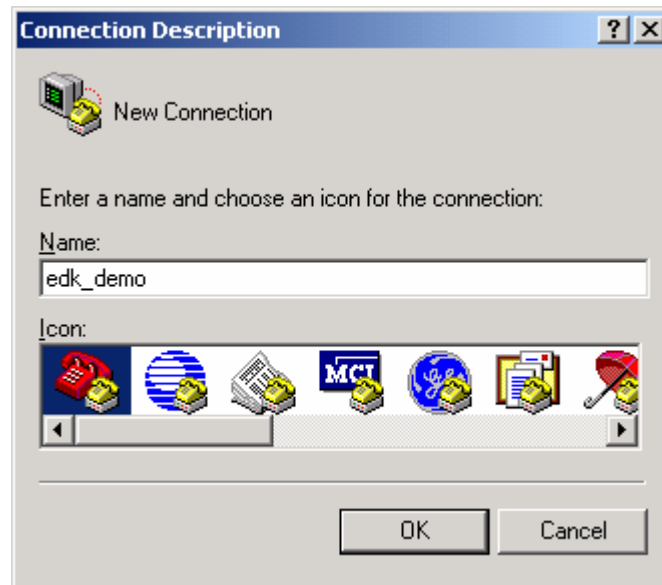 Connection Description
New Connection
Enter a name and choose an icon for the connection:
Name:
edk_demo
Icon:
MCI
OK Cancel